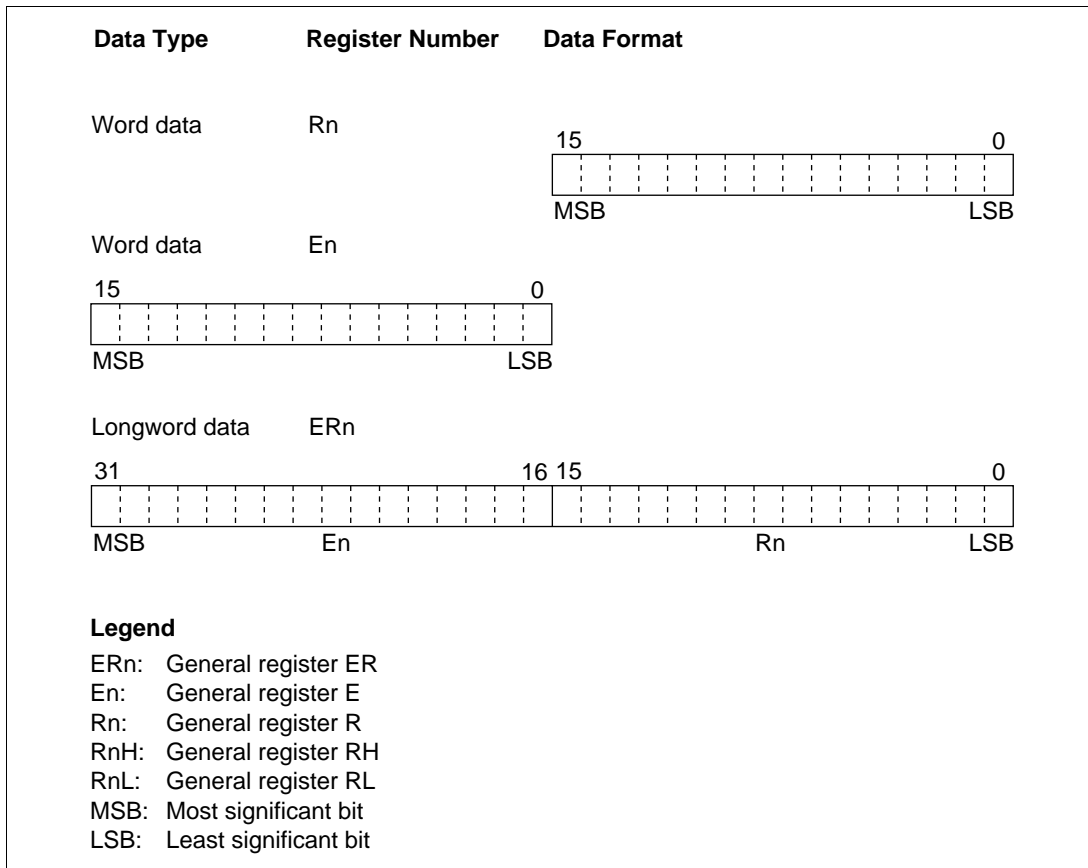 Data Type Register Number Data Format
Word data Rn
15 0
MSB LSB
Word data En
15 0
MSB LSB
Longword data ERn
31 16 15 0
MSB En Rn LSB
Legend
ERn: General register ER
En: General register E
Rn: General register R
RnH: General register RH
RnL: General register RL
MSB: Most significant bit
LSB: Least significant bit